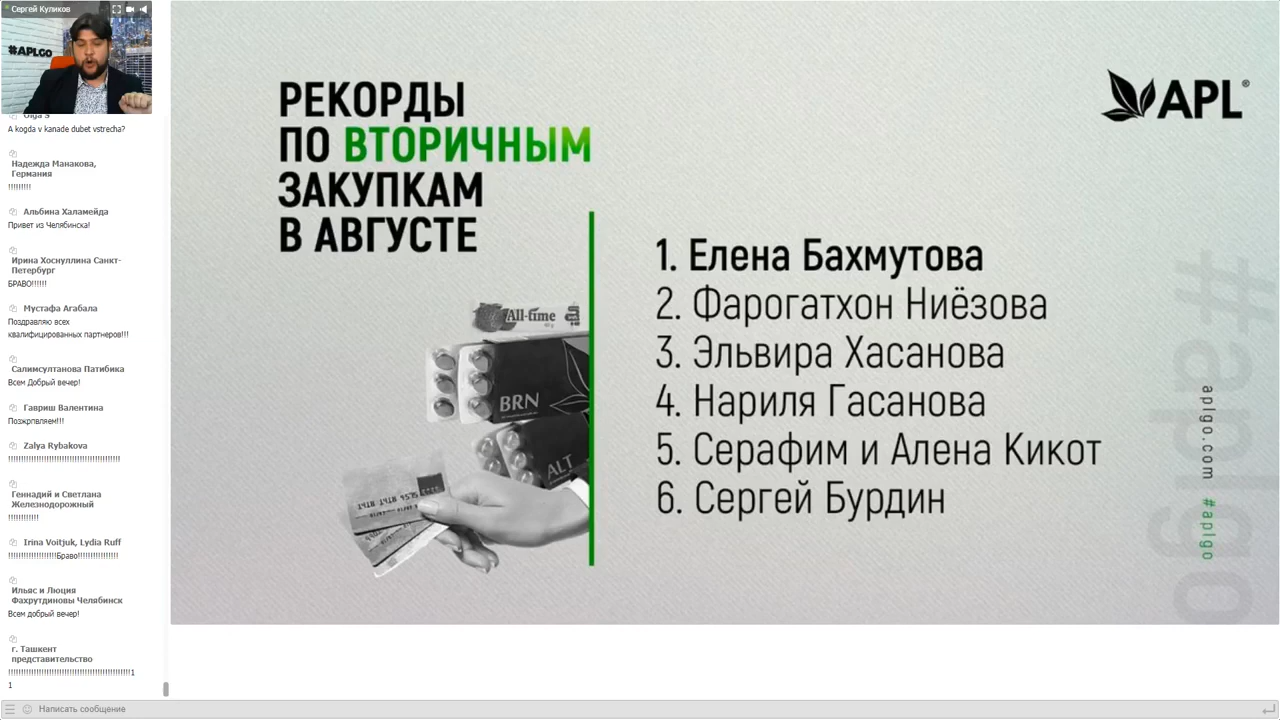 Сергей Куликов
#APLGO
Olga S
A kogda v kanade dubet vstrecha?
Надежда Манакова,
Германия
!!!!!!!!!
Альбина Халамейда
Привет из Челябинска!
Ирина Хоснуллина Санкт-
Петербург
БРАВО!!!!!!
Мустафа Агабала
Поздравляю всех
квалифицированных партнеров!!!
Салимсултанова Патибика
Всем Добрый вечер!
Гавриш Валентина
Позжрпвляем!!!
Zalya Rybakova
!!!!!!!!!!!!!!!!!!!!!!!!!!!!!!!!!!!!!!!!!!!
Геннадий и Светлана
Железнодорожный
!!!!!!!!!!!!
Irina Voitjuk, Lydia Ruff
!!!!!!!!!!!!!!!!!!!Браво!!!!!!!!!!!!!!!!
Ильяс и Люция
Фахрутдиновы Челябинск
Всем добрый вечер!
г. Ташкент
представительство
!!!!!!!!!!!!!!!!!!!!!!!!!!!!!!!!!!!!!!!!!!!!!!!1
1
Написать сообщение
РЕКОРДЫ
ПО ВТОРИЧНЫМ
ЗАКУПКАМ
В АВГУСТЕ
APL®
All-time
BRN
ALT
1. Елена Бахмутова
2. Фарогатхон Ниёзова
3. Эльвира Хасанова
4. Нариля Гасанова
5. Серафим и Алена Кикот
6. Сергей Бурдин
aplgo.com #aplgo
#aplgo